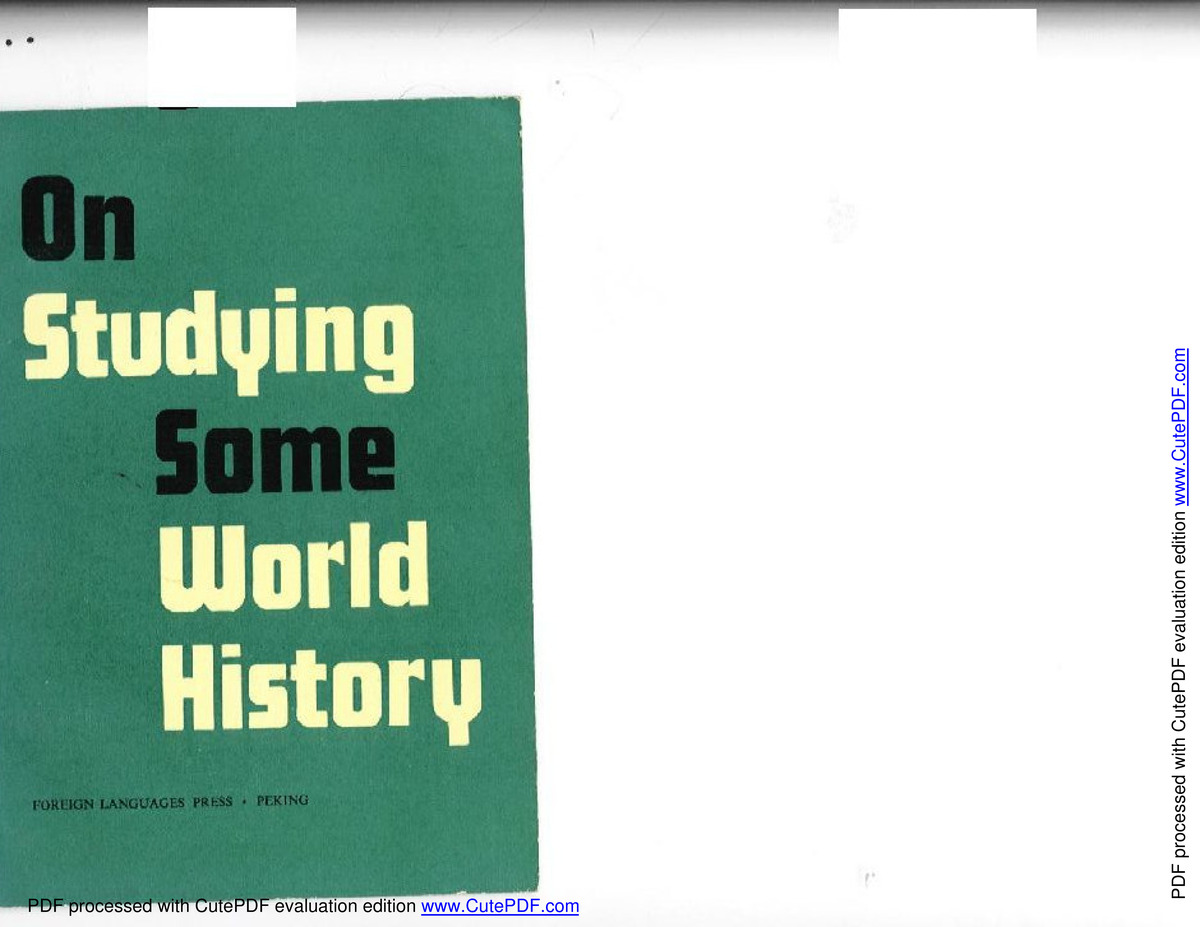 On
Studying
Some
World
History
FOREIGN LANGUAGES PRESS • PEKING
PDF processed with CutePDF evaluation edition www.CutePDF.com
PDF processed with CutePDF evaluation edition www.CutePDF.com